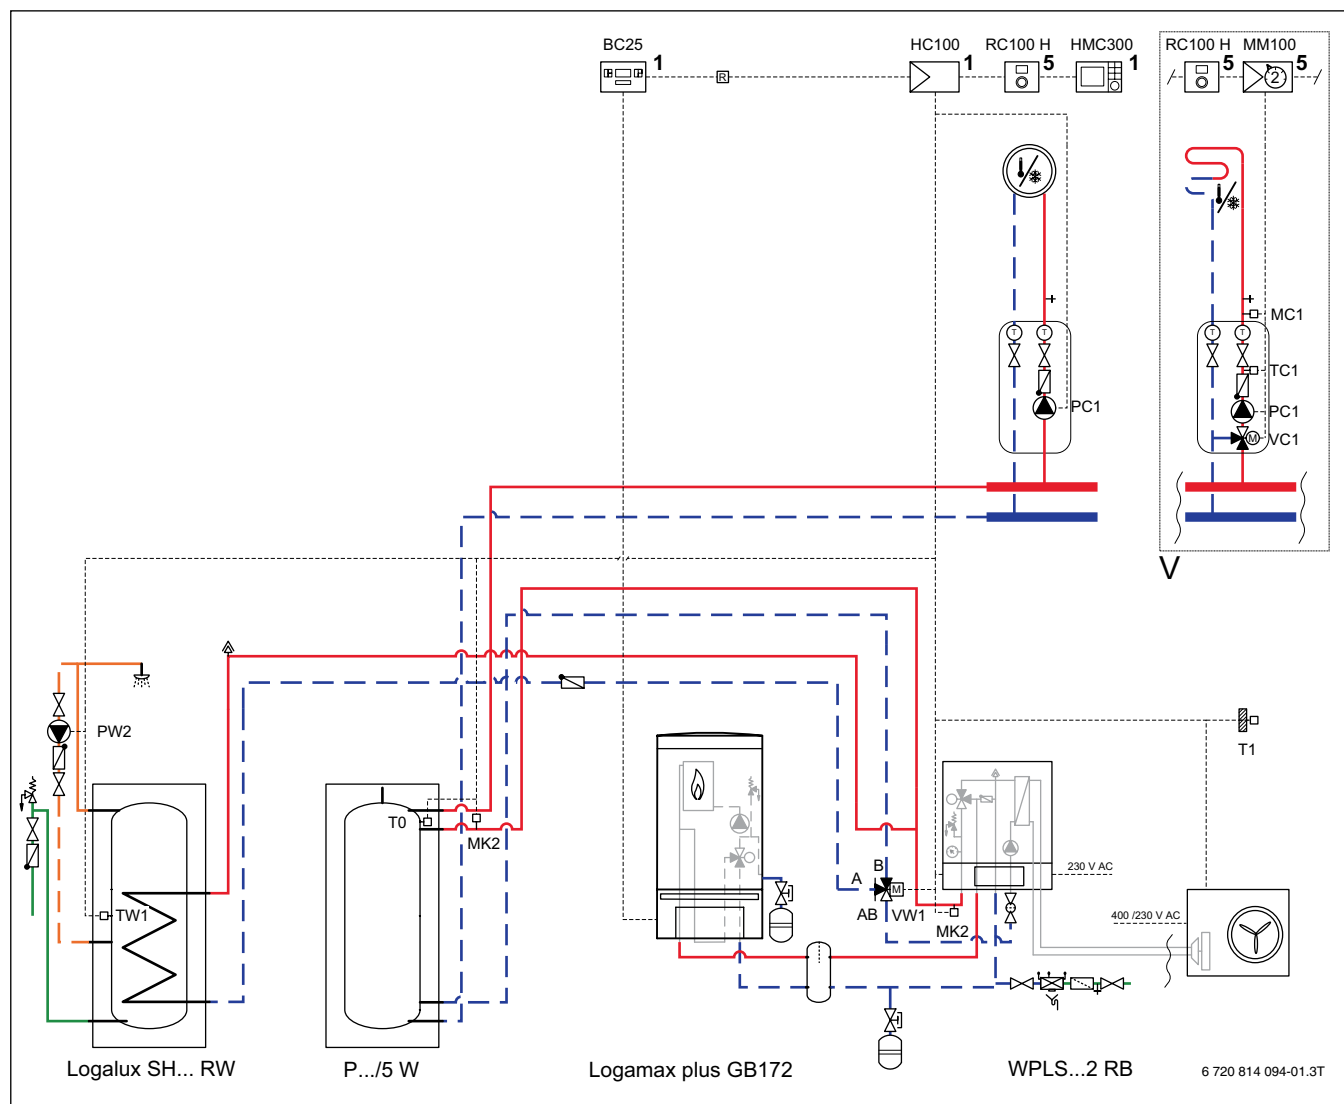 BC25
1
R
HC100
1
RC100 H
5
HMC300
1
RC100 H
5
MM100
5
2
T
T
PC1
MC1
T
T
TC1
PC1
M
VC1
V
PW2
T0
MK2
TW1
B
A
M
AB
VW1
MK2
230 V AC
T1
400 /230 V AC
Logalux SH... RW
P.../5 W
Logamax plus GB172
WPLS...2 RB
6 720 814 094-01.3T